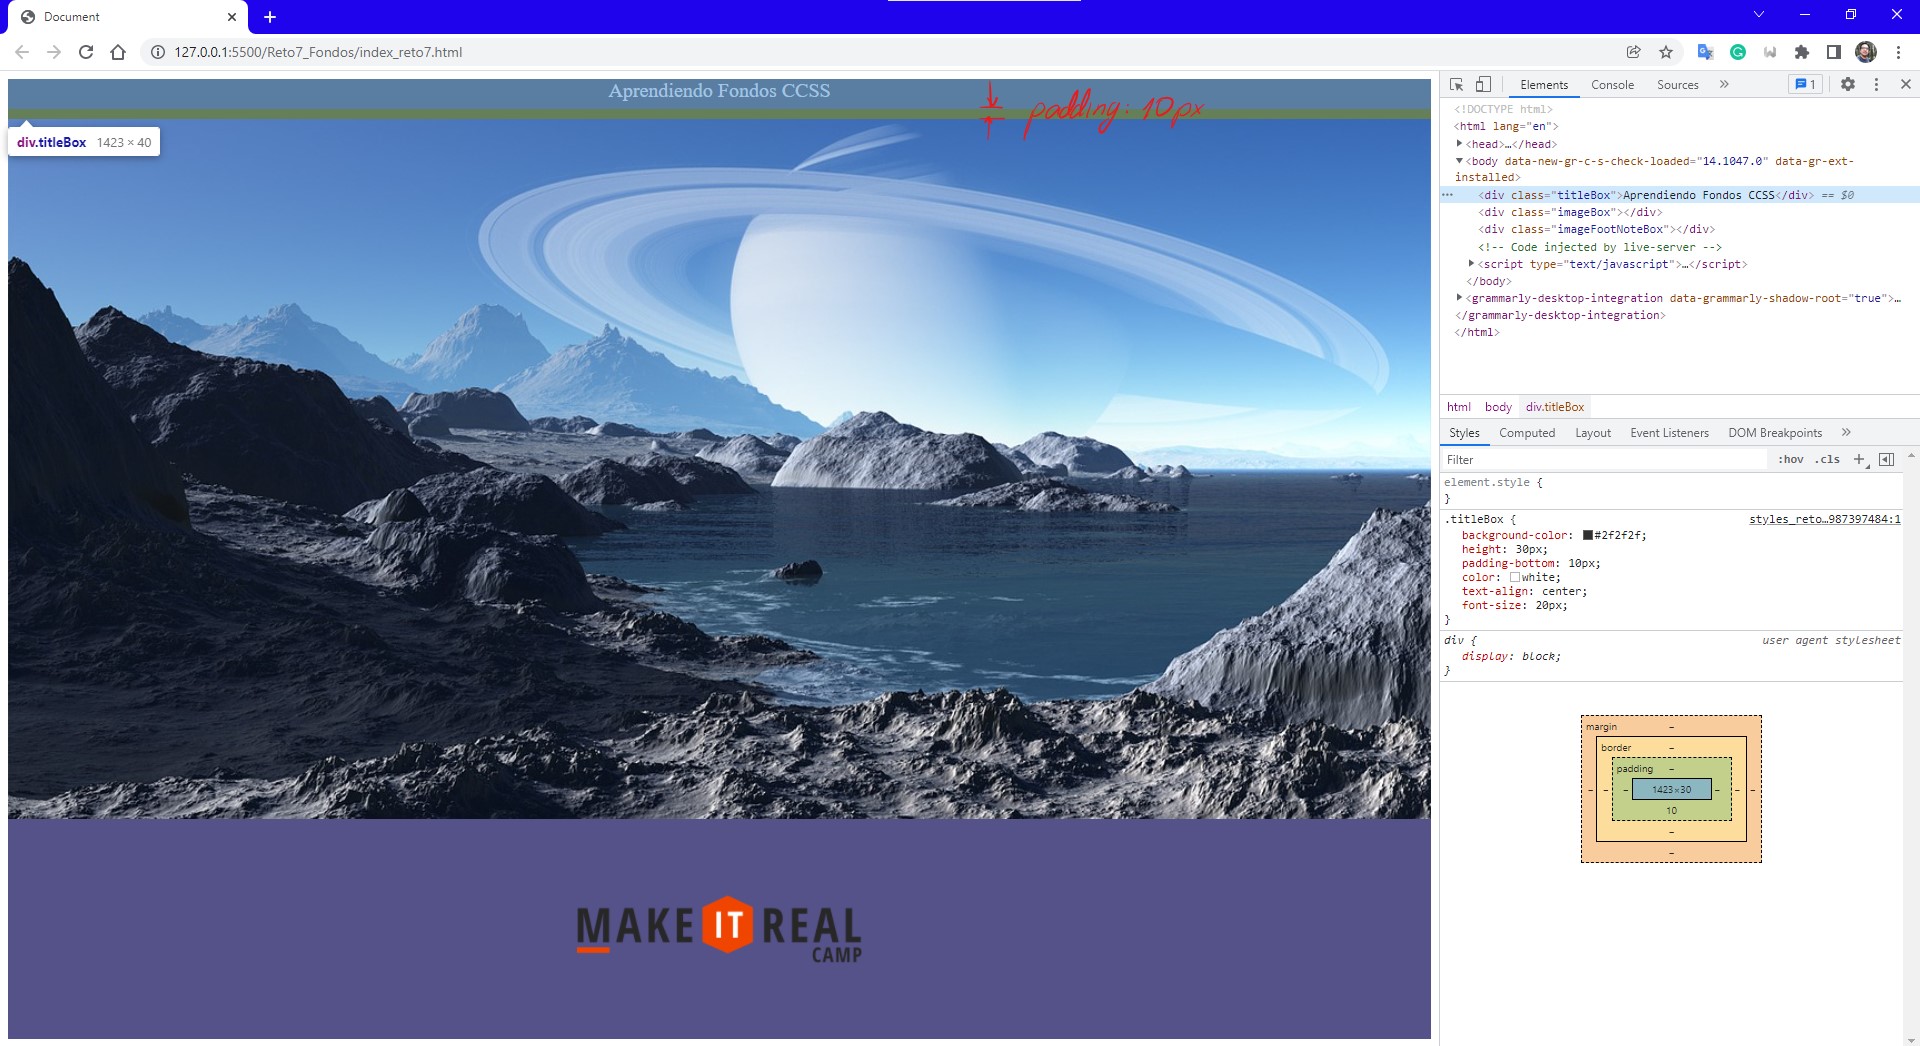 Document
127.0.0.1:5500/Reto7_Fondos/index_reto7.html
Aprendiendo Fondos CCSS
padding: 10px
div.titleBox 1423 × 40
MAKE IT REAL
CAMP
Elements Console Sources » 1
<!DOCTYPE html>
<html lang="en">
<head>…</head>
<body data-new-gr-c-s-check-loaded="14.1047.0" data-gr-ext-
installed>
<div class="titleBox">Aprendiendo Fondos CCSS</div> == $0
<div class="imageBox"></div>
<div class="imageFootNoteBox"></div>
<!-- Code injected by live-server -->
<script type="text/javascript">…</script>
</body>
<grammarly-desktop-integration data-grammarly-shadow-root="true">…
</grammarly-desktop-integration>
</html>
html body div.titleBox
Styles Computed Layout Event Listeners DOM Breakpoints »
Filter :hov .cls +
element.style {
}
.titleBox { styles_reto…987397484:1
background-color: #2f2f2f;
height: 30px;
padding-bottom: 10px;
color: white;
text-align: center;
font-size: 20px;
}
div { user agent stylesheet
display: block;
}
margin –
border –
padding –
– – – 1423×30 – – –
10
–
–